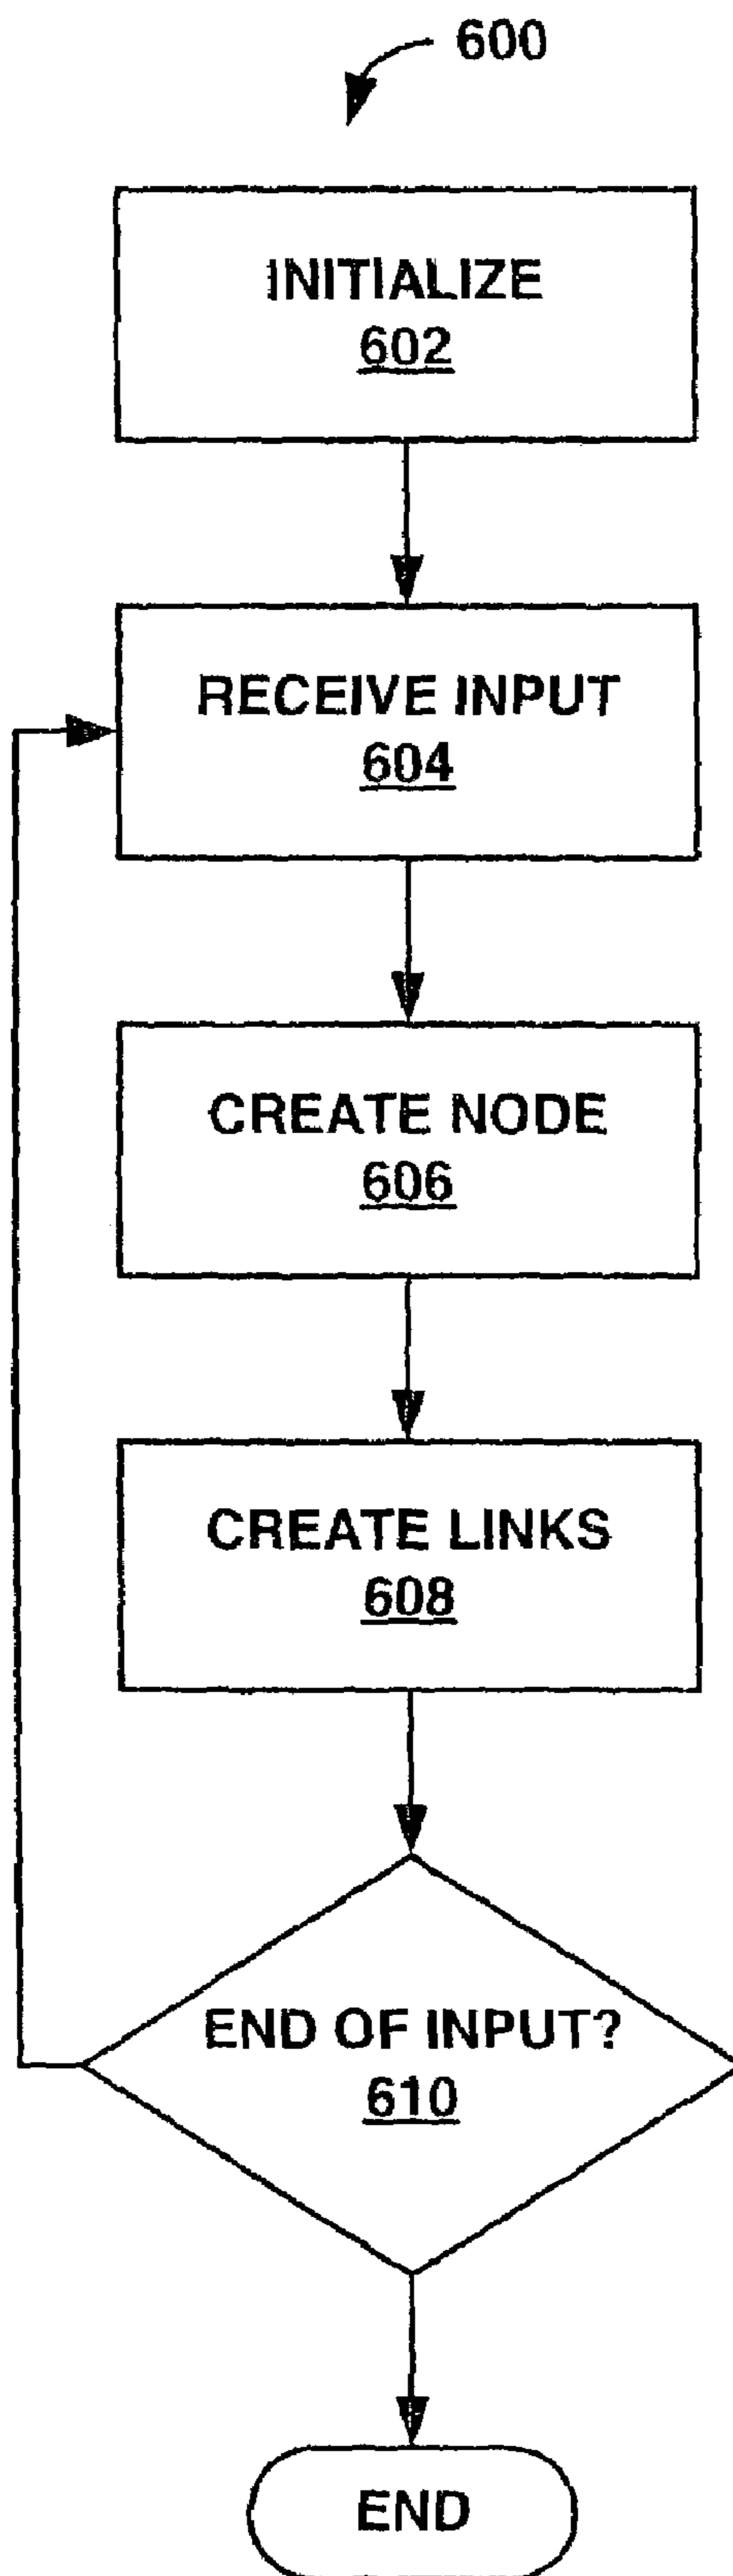 600
INITIALIZE
602
RECEIVE INPUT
604
CREATE NODE
606
CREATE LINKS
608
END OF INPUT?
610
END